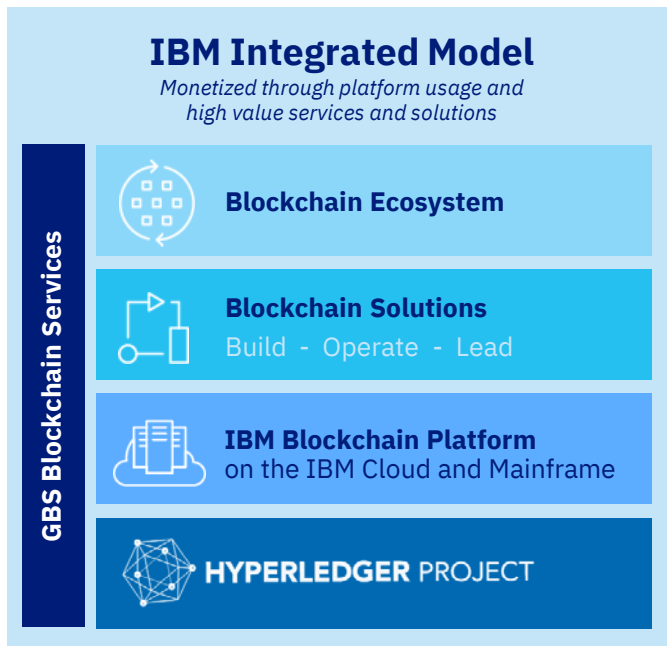 IBM Integrated Model
Monetized through platform usage and
high value services and solutions
GBS Blockchain Services
Blockchain Ecosystem
Blockchain Solutions
Build - Operate - Lead
IBM Blockchain Platform
on the IBM Cloud and Mainframe
HYPERLEDGER PROJECT